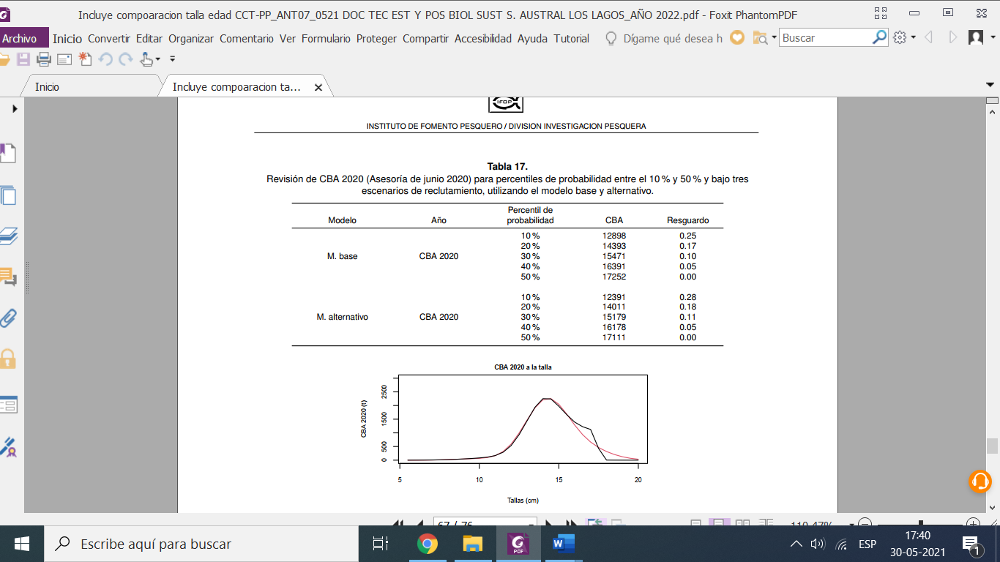 Incluye compoaracion talla edad CCT-PP_ANT07_0521 DOC TEC EST Y POS BIOL SUST S. AUSTRAL LOS LAGOS_AÑO 2022.pdf - Foxit PhantomPDF
Archivo Inicio Convertir Editar Organizar Comentario Ver Formulario Proteger Compartir Accesibilidad Ayuda Tutorial Dígame qué desea h Buscar
Inicio Incluye compoaracion ta...
IFOP
INSTITUTO DE FOMENTO PESQUERO / DIVISION INVESTIGACION PESQUERA
Tabla 17.
Revisión de CBA 2020 (Asesoría de junio 2020) para percentiles de probabilidad entre el 10 % y 50 % y bajo tres
escenarios de reclutamiento, utilizando el modelo base y alternativo.
Percentil de
Modelo Año probabilidad CBA Resguardo
10 % 12898 0.25
20 % 14393 0.17
M. base CBA 2020 30 % 15471 0.10
40 % 16391 0.05
50 % 17252 0.00
10 % 12391 0.28
20 % 14011 0.18
M. alternativo CBA 2020 30 % 15179 0.11
40 % 16178 0.05
50 % 17111 0.00
CBA 2020 a la talla
CBA 2020 (t)
2500
1500
500
0
5 10 15 20
Tallas (cm)
67 / 76 110.47%
Escribe aquí para buscar
ESP
17:40
30-05-2021
1